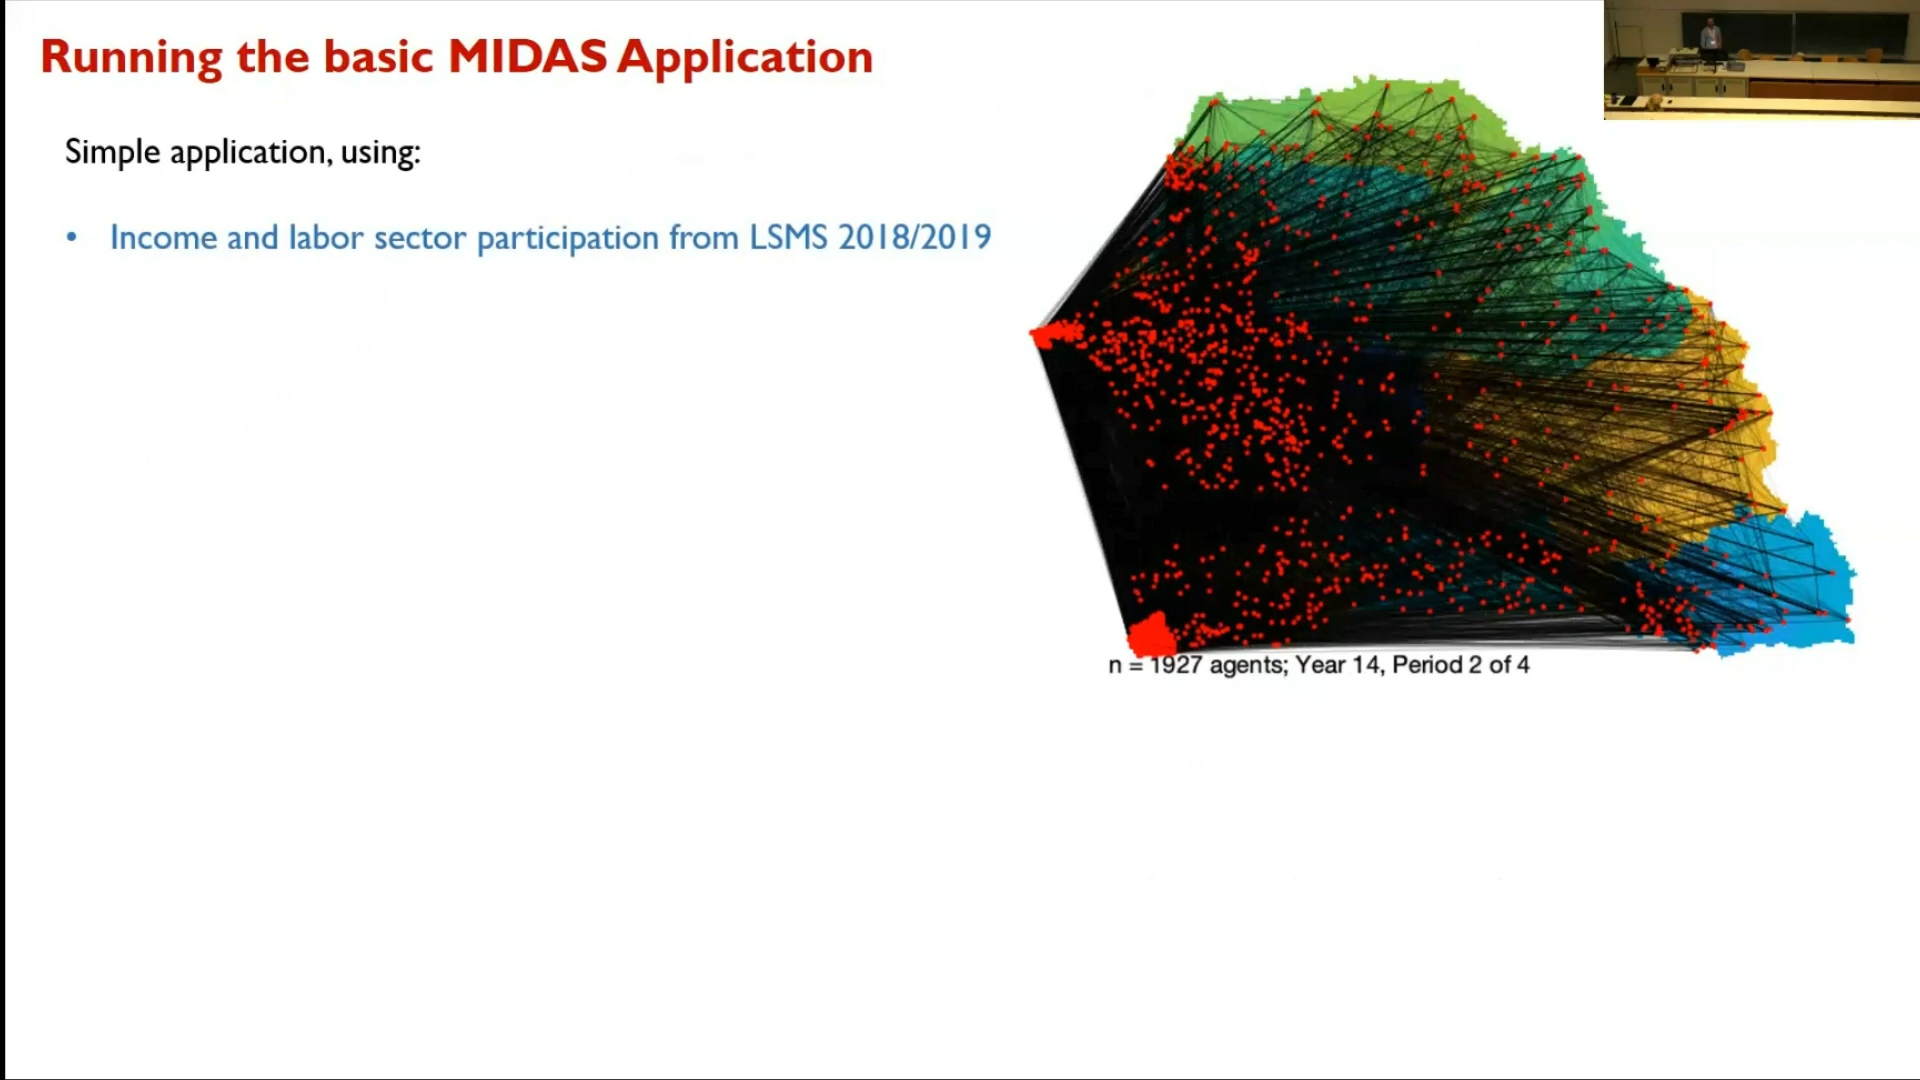 Running the basic MIDAS Application
Simple application, using:
• Income and labor sector participation from LSMS 2018/2019
n = 1927 agents; Year 14, Period 2 of 4